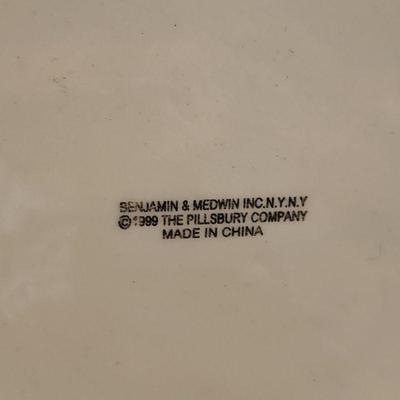 BENJAMIN & MEDWIN INC.N.Y.N.Y
©1999 THE PILLSBURY COMPANY
MADE IN CHINA